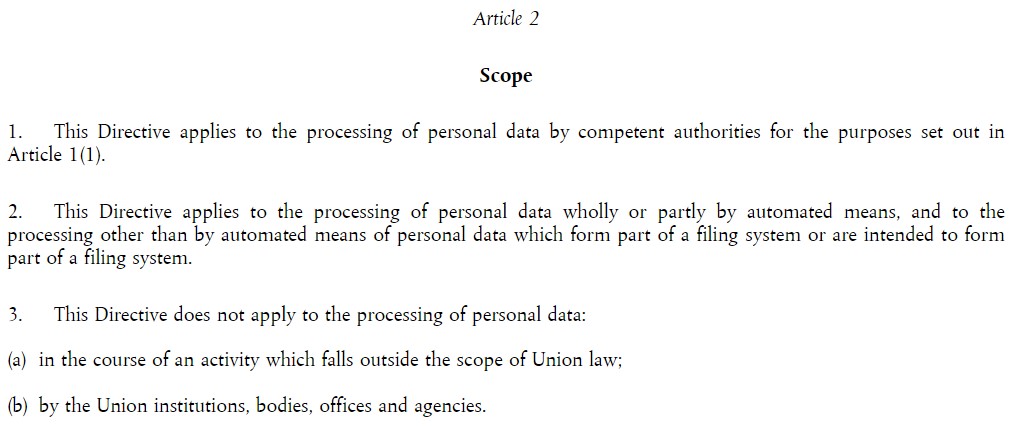 Article 2
Scope
1. This Directive applies to the processing of personal data by competent authorities for the purposes set out in
Article 1(1).
2. This Directive applies to the processing of personal data wholly or partly by automated means, and to the
processing other than by automated means of personal data which form part of a filing system or are intended to form
part of a filing system.
3. This Directive does not apply to the processing of personal data:
(a) in the course of an activity which falls outside the scope of Union law;
(b) by the Union institutions, bodies, offices and agencies.